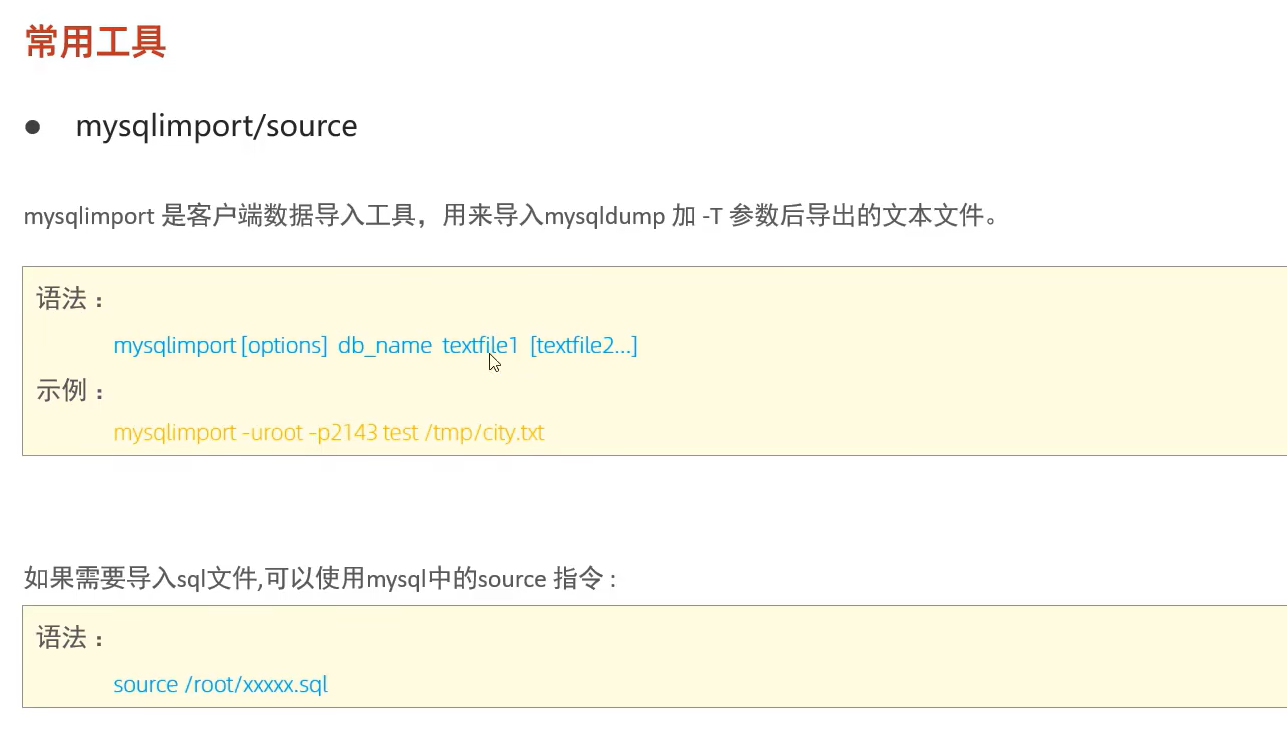 常用工具
● mysqlimport/source
mysqlimport 是客户端数据导入工具，用来导入mysqldump 加 -T 参数后导出的文本文件。
语法：
mysqlimport [options] db_name textfile1 [textfile2...]
示例：
mysqlimport -uroot -p2143 test /tmp/city.txt
如果需要导入sql文件,可以使用mysql中的source 指令 :
语法：
source /root/xxxxx.sql